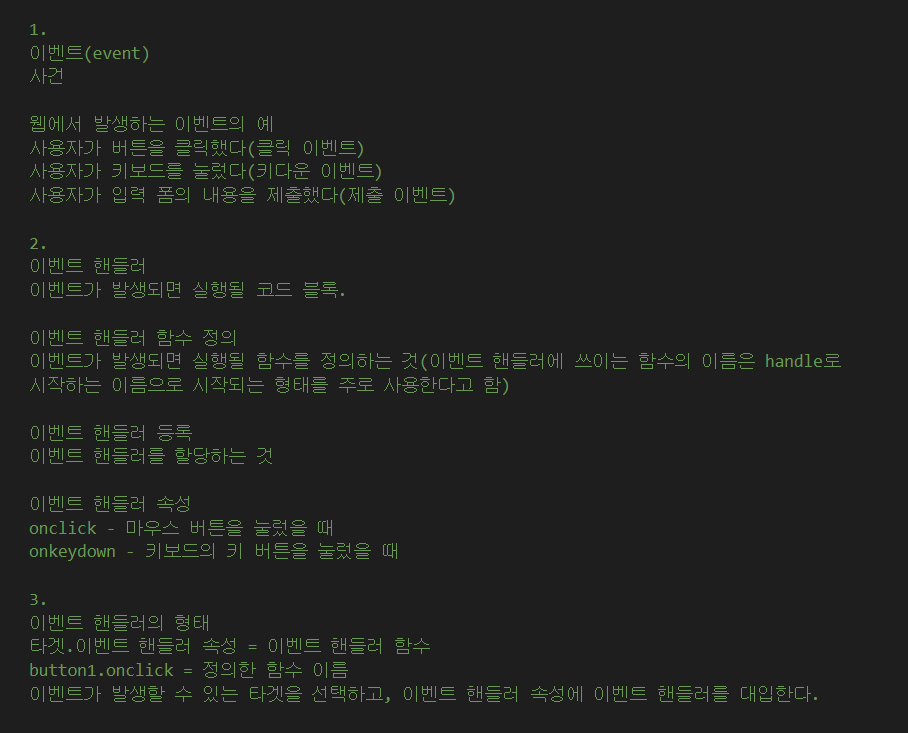 1.
이벤트(event)
사건
웹에서 발생하는 이벤트의 예
사용자가 버튼을 클릭했다(클릭 이벤트)
사용자가 키보드를 눌렀다(키다운 이벤트)
사용자가 입력 폼의 내용을 제출했다(제출 이벤트)
2.
이벤트 핸들러
이벤트가 발생되면 실행될 코드 블록.
이벤트 핸들러 함수 정의
이벤트가 발생되면 실행될 함수를 정의하는 것(이벤트 핸들러에 쓰이는 함수의 이름은 handle로
시작하는 이름으로 시작되는 형태를 주로 사용한다고 함)
이벤트 핸들러 등록
이벤트 핸들러를 할당하는 것
이벤트 핸들러 속성
onclick - 마우스 버튼을 눌렀을 때
onkeydown - 키보드의 키 버튼을 눌렀을 때
3.
이벤트 핸들러의 형태
타겟.이벤트 핸들러 속성 = 이벤트 핸들러 함수
button1.onclick = 정의한 함수 이름
이벤트가 발생할 수 있는 타겟을 선택하고, 이벤트 핸들러 속성에 이벤트 핸들러를 대입한다.